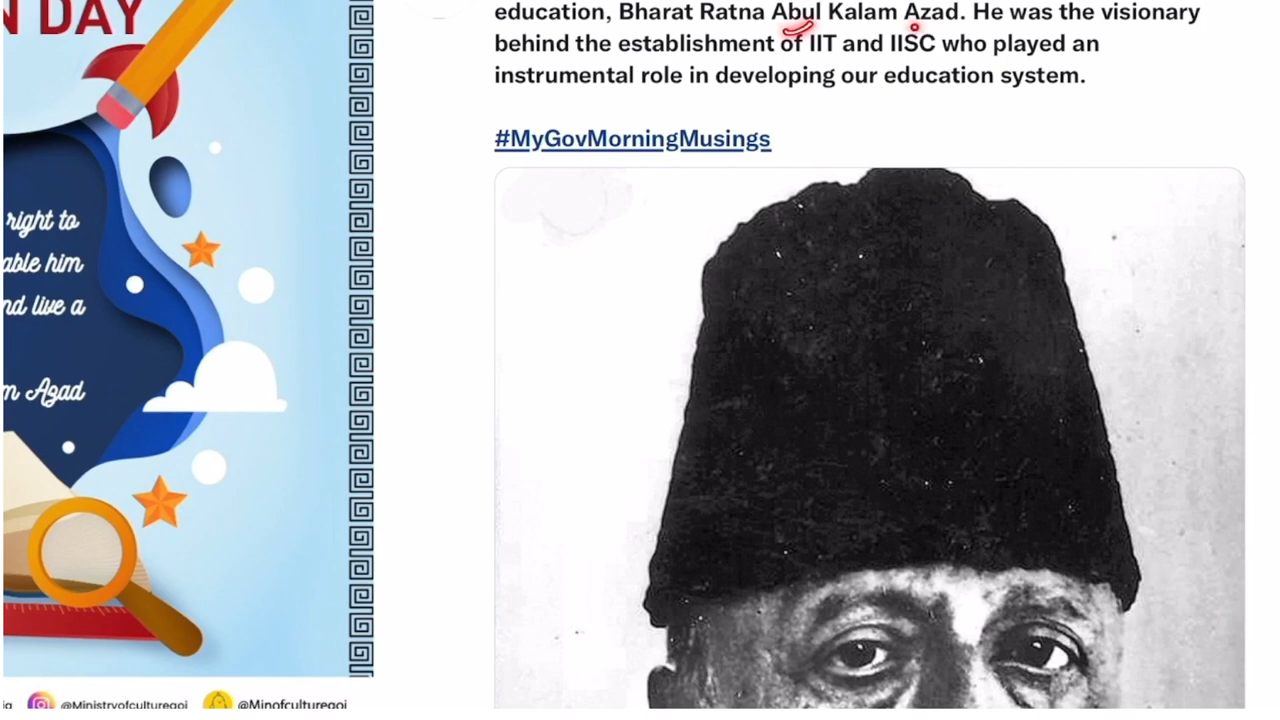 N DAY
right to
able him
nd live a
m Azad
@Ministryofculturegoi
@Minofculturegoi
education, Bharat Ratna Abul Kalam Azad. He was the visionary
behind the establishment of IIT and IISC who played an
instrumental role in developing our education system.
#MyGovMorningMusings